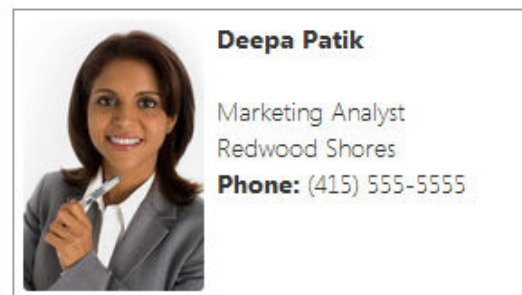 Deepa Patik
Marketing Analyst
Redwood Shores
Phone: (415) 555-5555